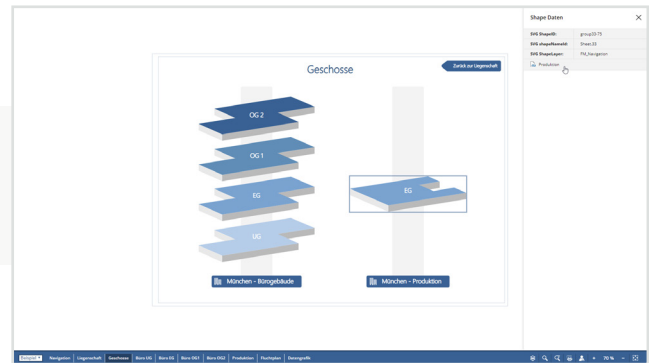 Shape Daten
SVG ShapeID: group33-73
SVG shapeNameId: Sheet.33
SVG ShapeLayer: FM_Navigation
Produktion
Geschosse
Zurück zur Liegenschaft
OG 2
OG 1
EG
EG
UG
München - Bürogebäude
München - Produktion
Beispiel Navigation Liegenschaft Geschosse Büro UG Büro EG Büro OG1 Büro OG2 Produktion Fluchtplan Datengrafik
70 %